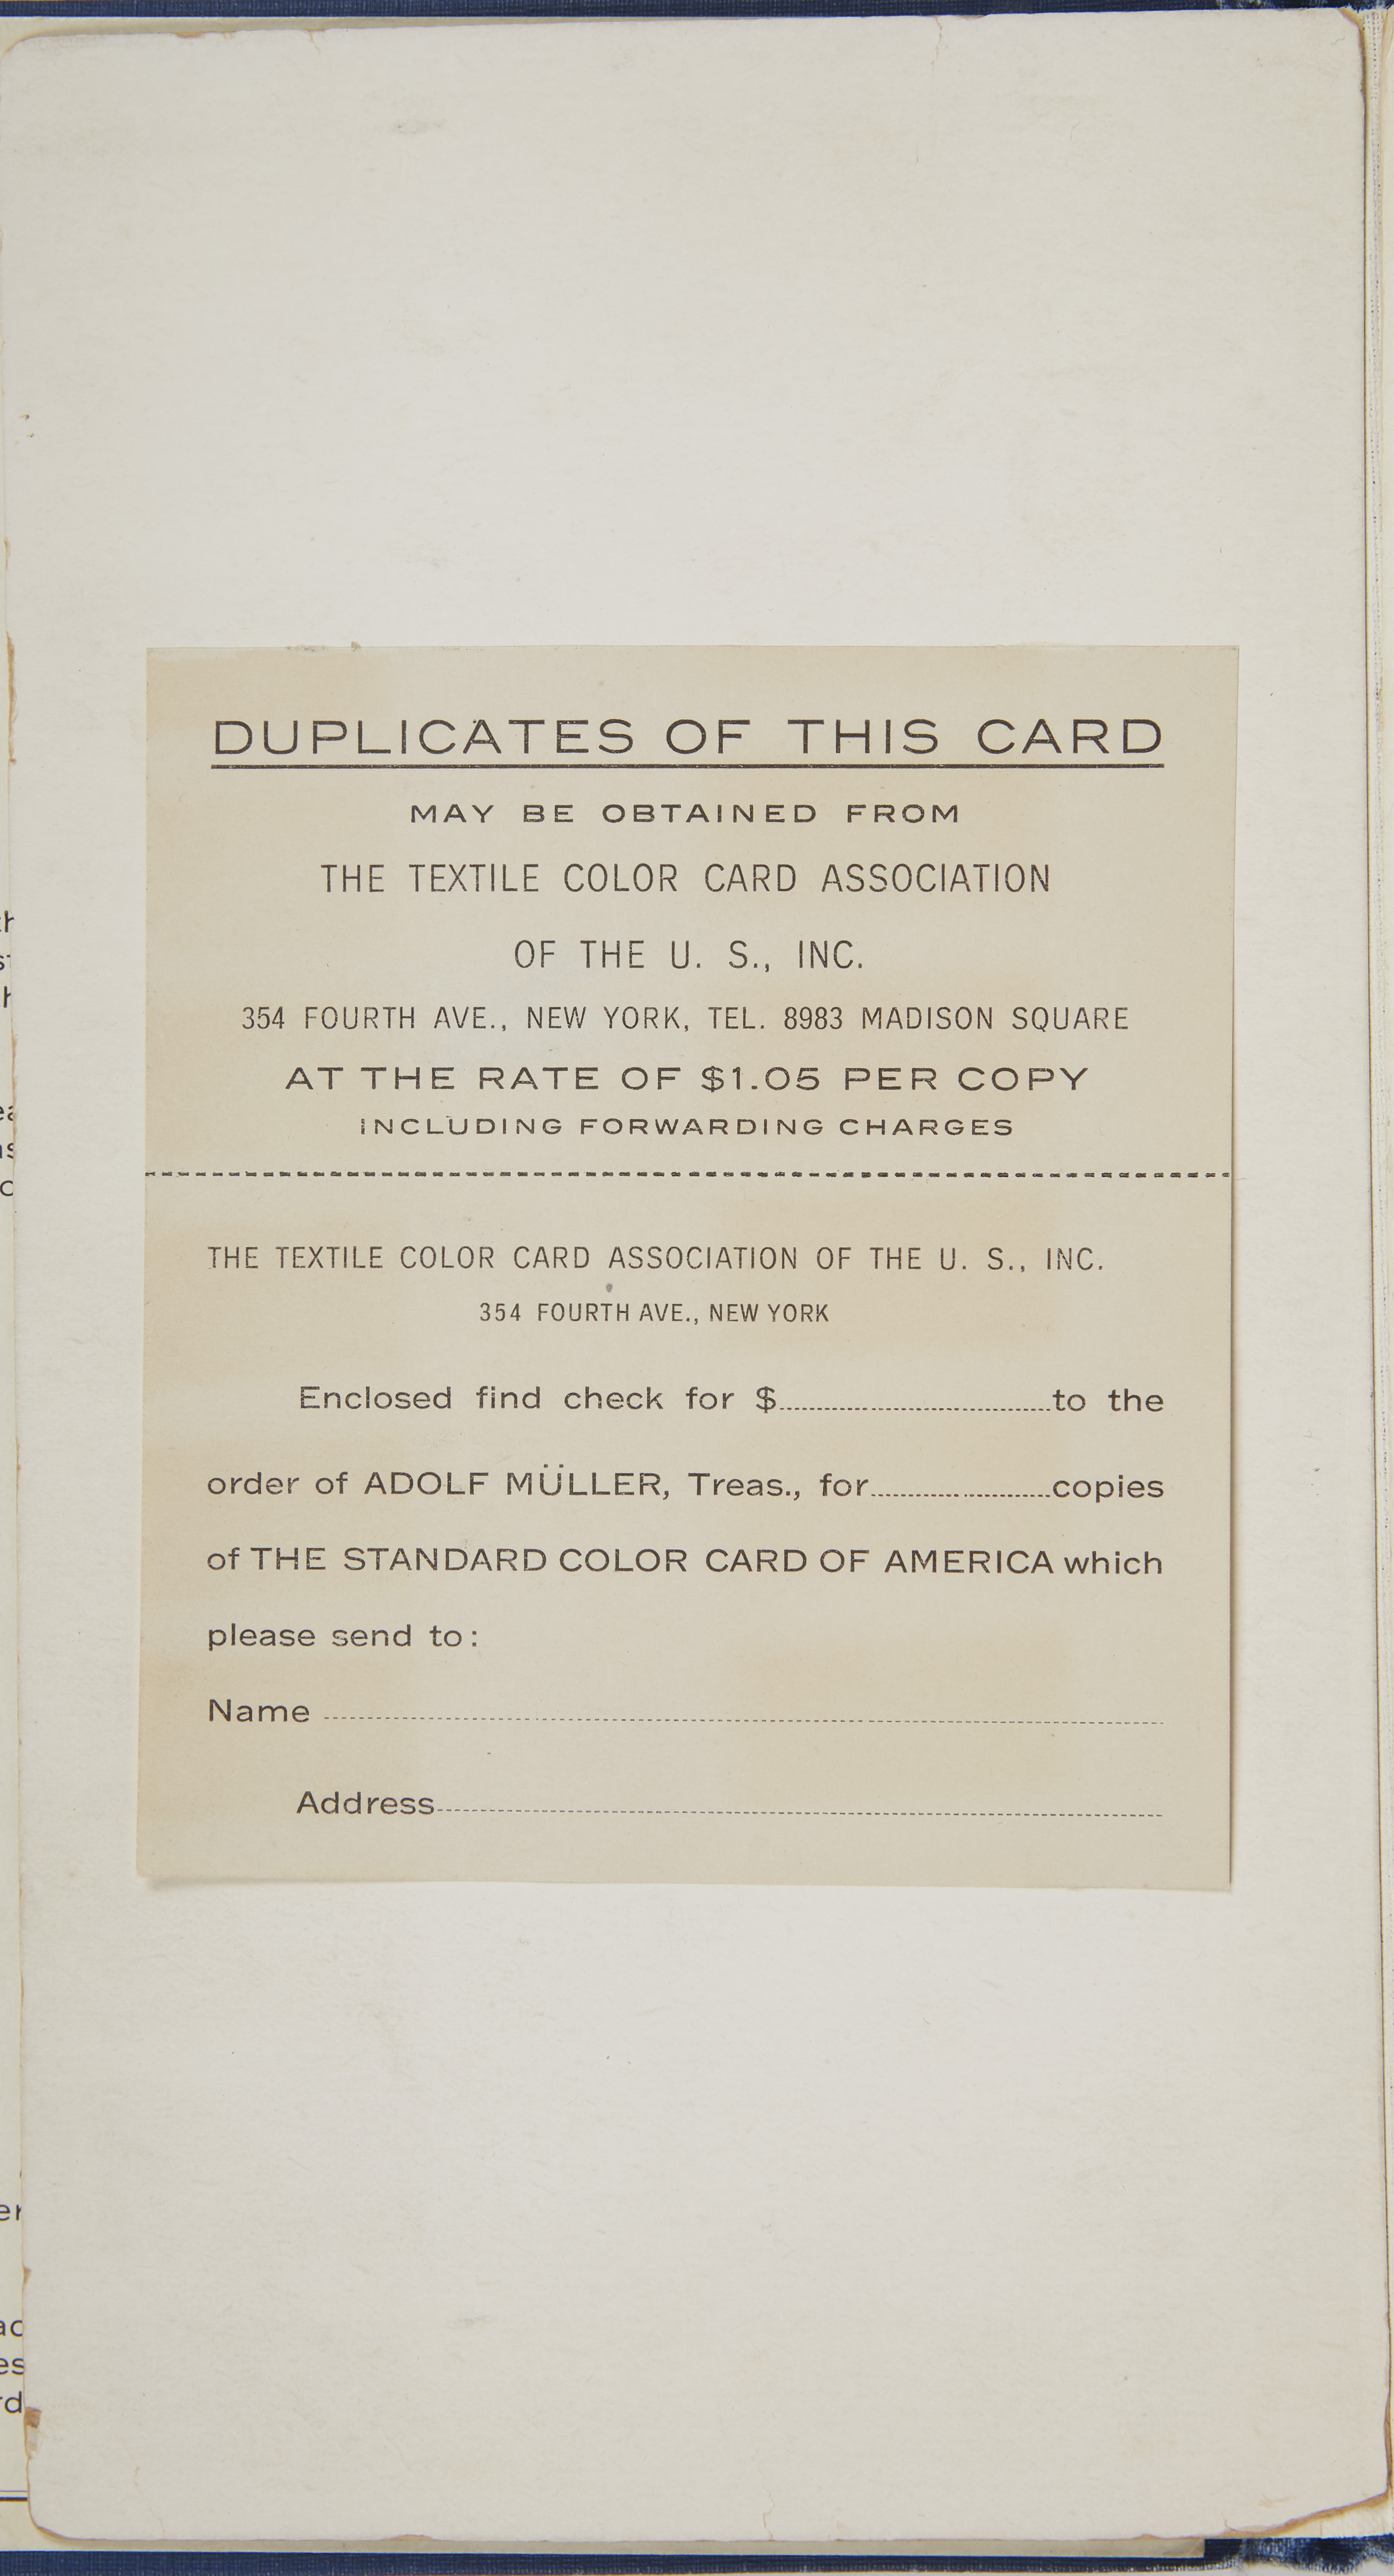 DUPLICATES OF THIS CARD
MAY BE OBTAINED FROM
THE TEXTILE COLOR CARD ASSOCIATION
OF THE U. S., INC.
354 FOURTH AVE., NEW YORK, TEL. 8983 MADISON SQUARE
AT THE RATE OF $1.05 PER COPY
INCLUDING FORWARDING CHARGES
THE TEXTILE COLOR CARD ASSOCIATION OF THE U. S., INC.
354 FOURTH AVE., NEW YORK
Enclosed find check for $ to the
order of ADOLF MÜLLER, Treas., for copies
of THE STANDARD COLOR CARD OF AMERICA which
please send to:
Name
Address